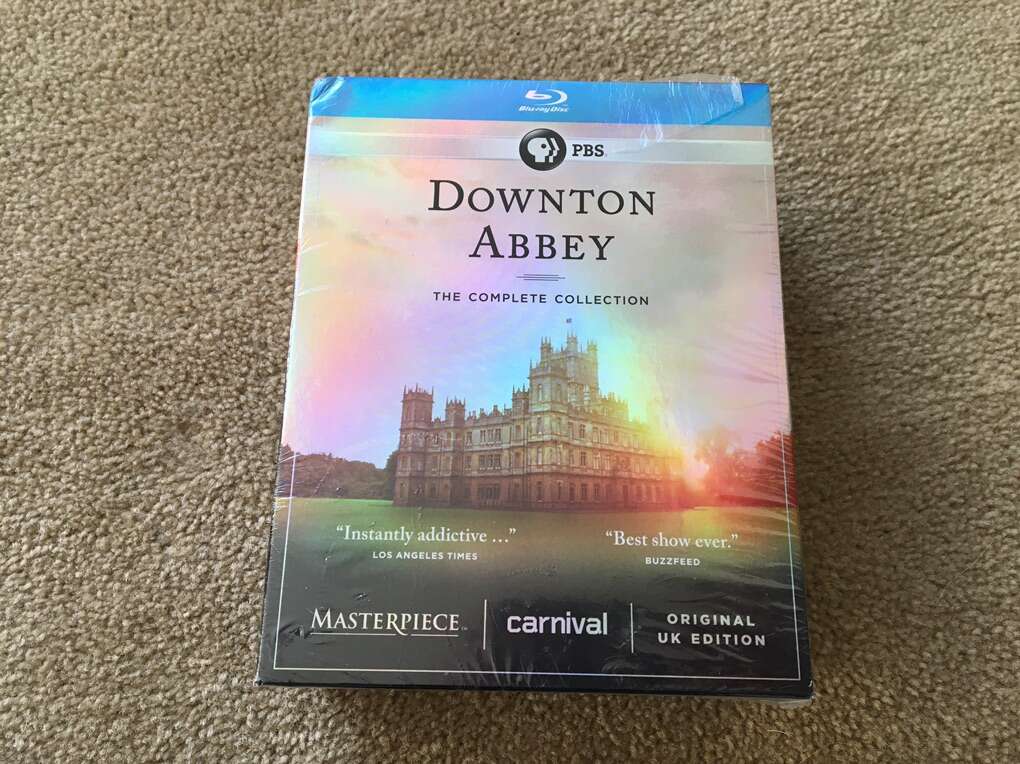 Blu-ray Disc
PBS
DOWNTON
ABBEY
THE COMPLETE COLLECTION
“Instantly addictive ...”
LOS ANGELES TIMES
“Best show ever.”
BUZZFEED
MASTERPIECE
carnival
ORIGINAL
UK EDITION